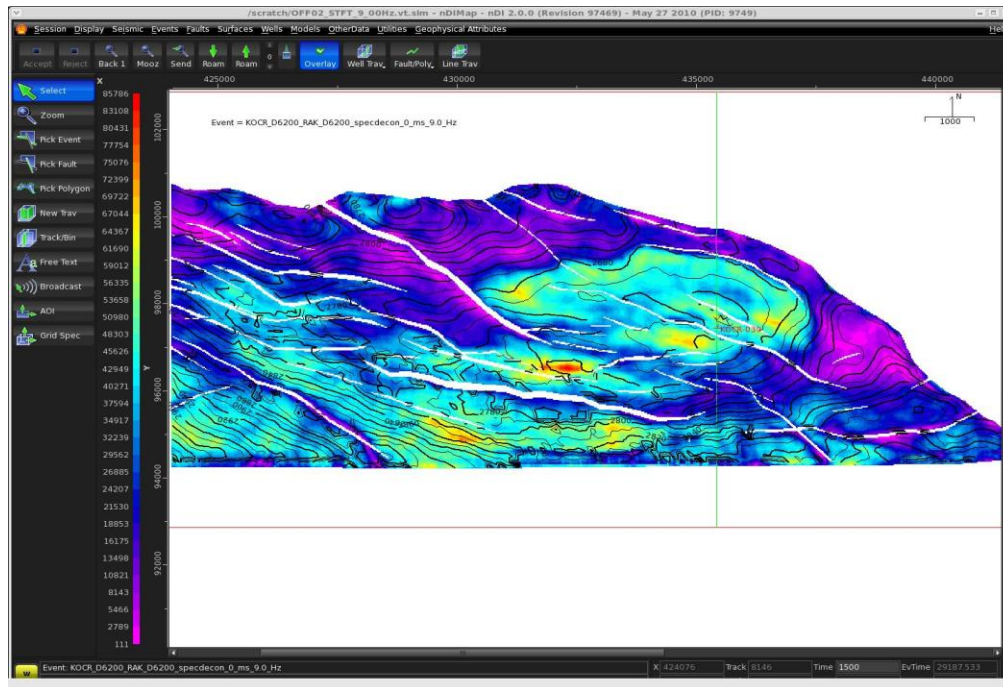 /scratch/OFF02_STFT_9_00Hz.vt.slm - nDIMap - nDI 2.0.0 (Revision 97469) - May 27 2010 (PID: 9749)
Session Display Seismic Events Faults Surfaces Wells Models OtherData Utilities Geophysical Attributes
Accept Reject Back 1 Mooz Send Roam Roam 0 Overlay Well Trav, Fault/Poly, Line Trav
X 425000 430000 435000 440000
Select
Zoom
Pick Event
Pick Fault
Pick Polygon
New Trav
Track/Bin
Free Text
Broadcast
AOI
Grid Spec
85786
83108
80431
77754
75076
72399
69722
67044
64367
61690
59012
56335
53658
50980
48303
45626
42949
40271
37594
34917
32239
29562
26885
24207
21530
18853
16175
13498
10821
8143
5466
2789
111
Y
102000
100000
98000
96000
94000
92000
Event = KOCR_D6200_RAK_D6200_specdecon_0_ms_9.0_Hz
N
1000
2800
2780
2800
2920
W Event: KOCR_D6200_RAK_D6200_specdecon_0_ms_9.0_Hz X 424076 Track 8146 Time 1500 EvTime 29187.533